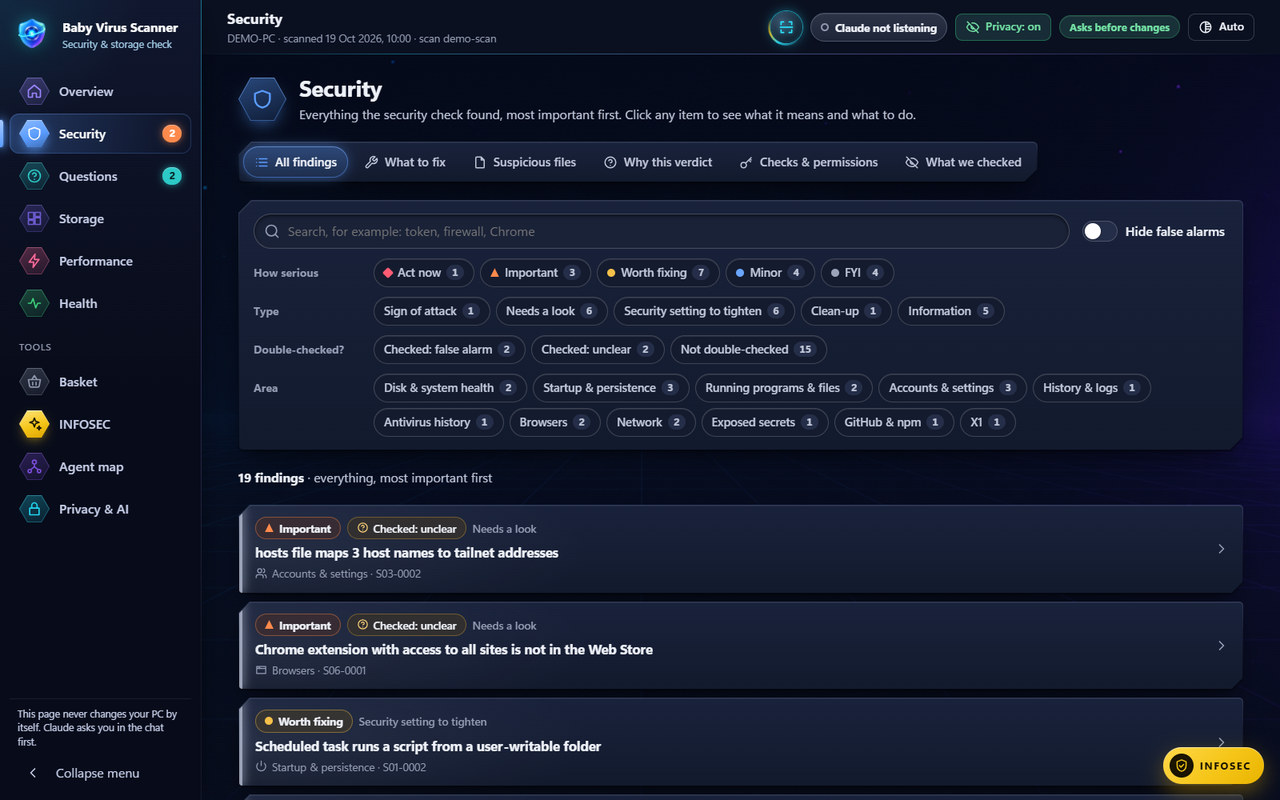 Baby Virus Scanner
Security & storage check
Overview
Security 2
Questions 2
Storage
Performance
Health
TOOLS
Basket
INFOSEC
Agent map
Privacy & AI
This page never changes your PC by
itself. Claude asks you in the chat
first.
Collapse menu
Security
DEMO-PC · scanned 19 Oct 2026, 10:00 · scan demo-scan
Claude not listening
Privacy: on
Asks before changes
Auto
Security
Everything the security check found, most important first. Click any item to see what it means and what to do.
All findings What to fix Suspicious files Why this verdict Checks & permissions What we checked
Search, for example: token, firewall, Chrome
Hide false alarms
How serious Act now 1 Important 3 Worth fixing 7 Minor 4 FYI 4
Type Sign of attack 1 Needs a look 6 Security setting to tighten 6 Clean-up 1 Information 5
Double-checked? Checked: false alarm 2 Checked: unclear 2 Not double-checked 15
Area Disk & system health 2 Startup & persistence 3 Running programs & files 2 Accounts & settings 3 History & logs 1
Antivirus history 1 Browsers 2 Network 2 Exposed secrets 1 GitHub & npm 1 X1 1
19 findings · everything, most important first
Important Checked: unclear Needs a look
hosts file maps 3 host names to tailnet addresses
Accounts & settings · S03-0002
Important Checked: unclear Needs a look
Chrome extension with access to all sites is not in the Web Store
Browsers · S06-0001
Worth fixing Security setting to tighten
Scheduled task runs a script from a user-writable folder
Startup & persistence · S01-0002
INFOSEC